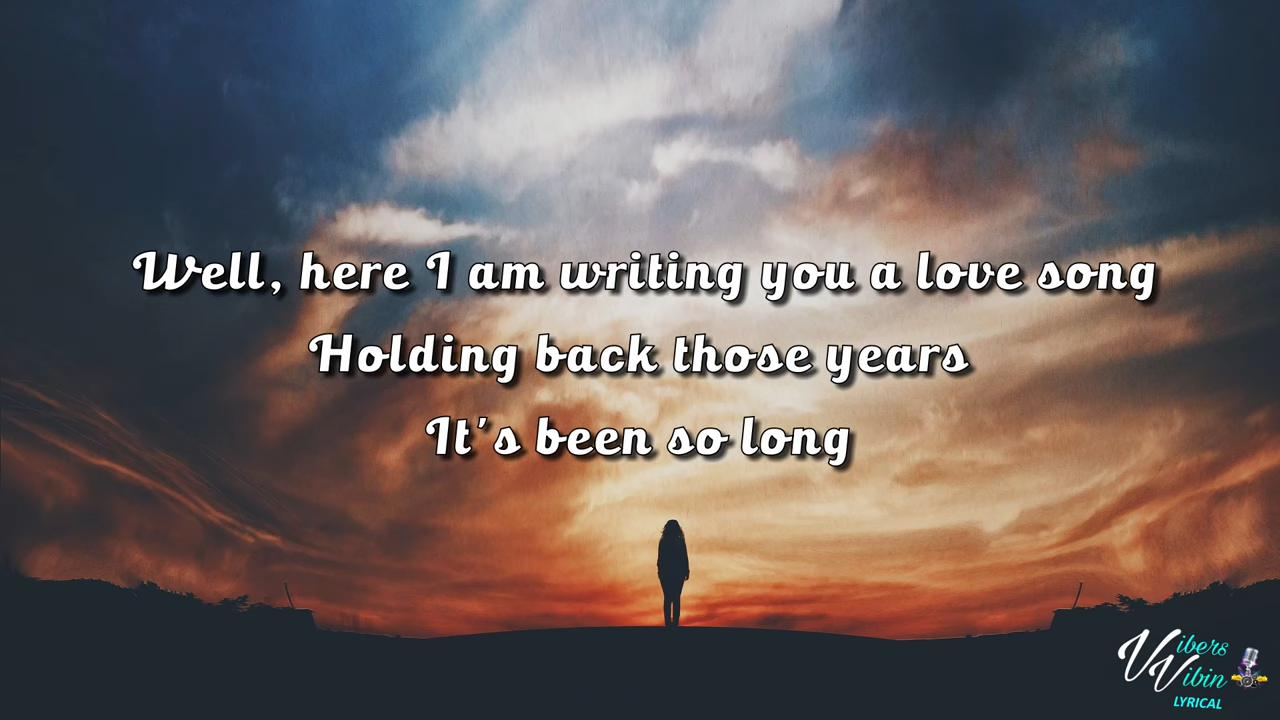 Well, here I am writing you a love song
Holding back those years
It's been so long
Vibers
Vibin
LYRICAL